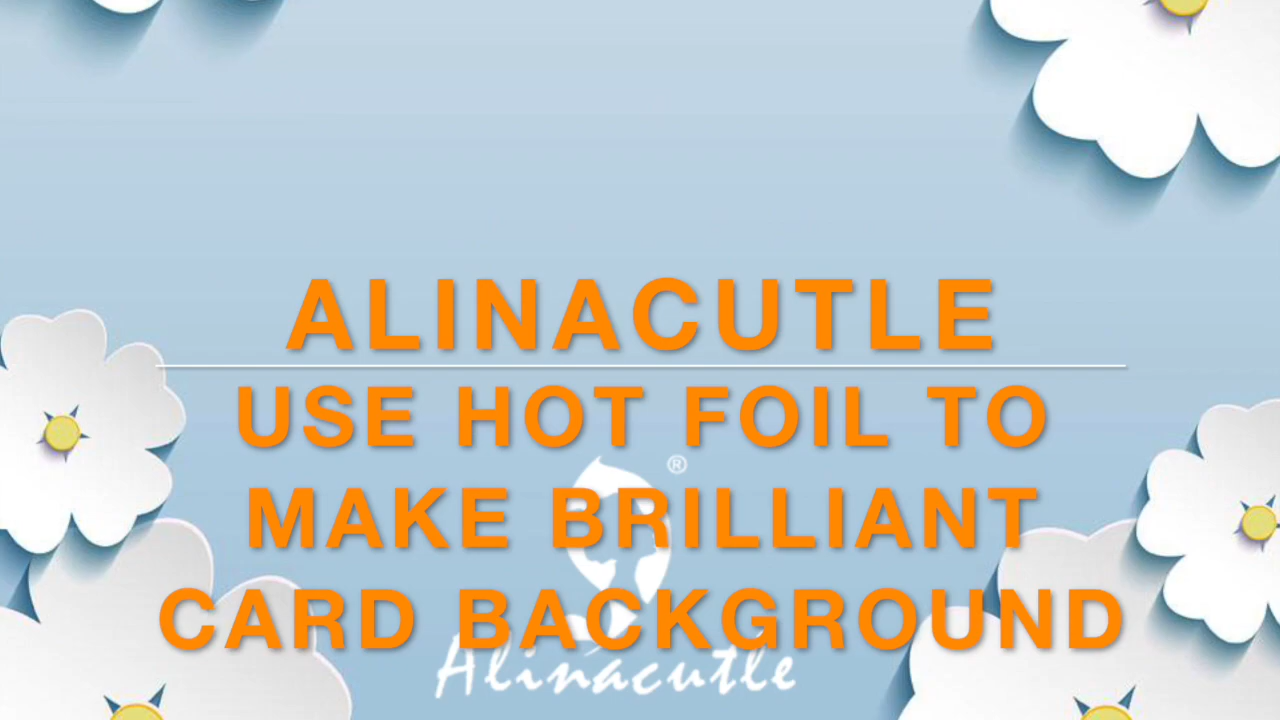 ALINACUTLE
USE HOT FOIL TO
MAKE BRILLIANT
CARD BACKGROUND
®
Alinacutle